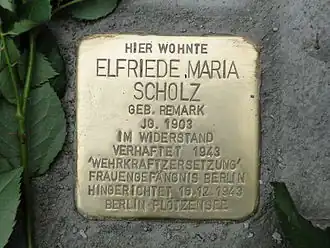 HIER WOHNTE
ELFRIEDE MARIA
SCHOLZ
GEB. REMARK
JG. 1903
IM WIDERSTAND
VERHAFTET 1943
'WEHRKRAFTZERSETZUNG'
FRAUENGEFÄNGNIS BERLIN
HINGERICHTET 16.12.1943
BERLIN-PLÖTZENSEE